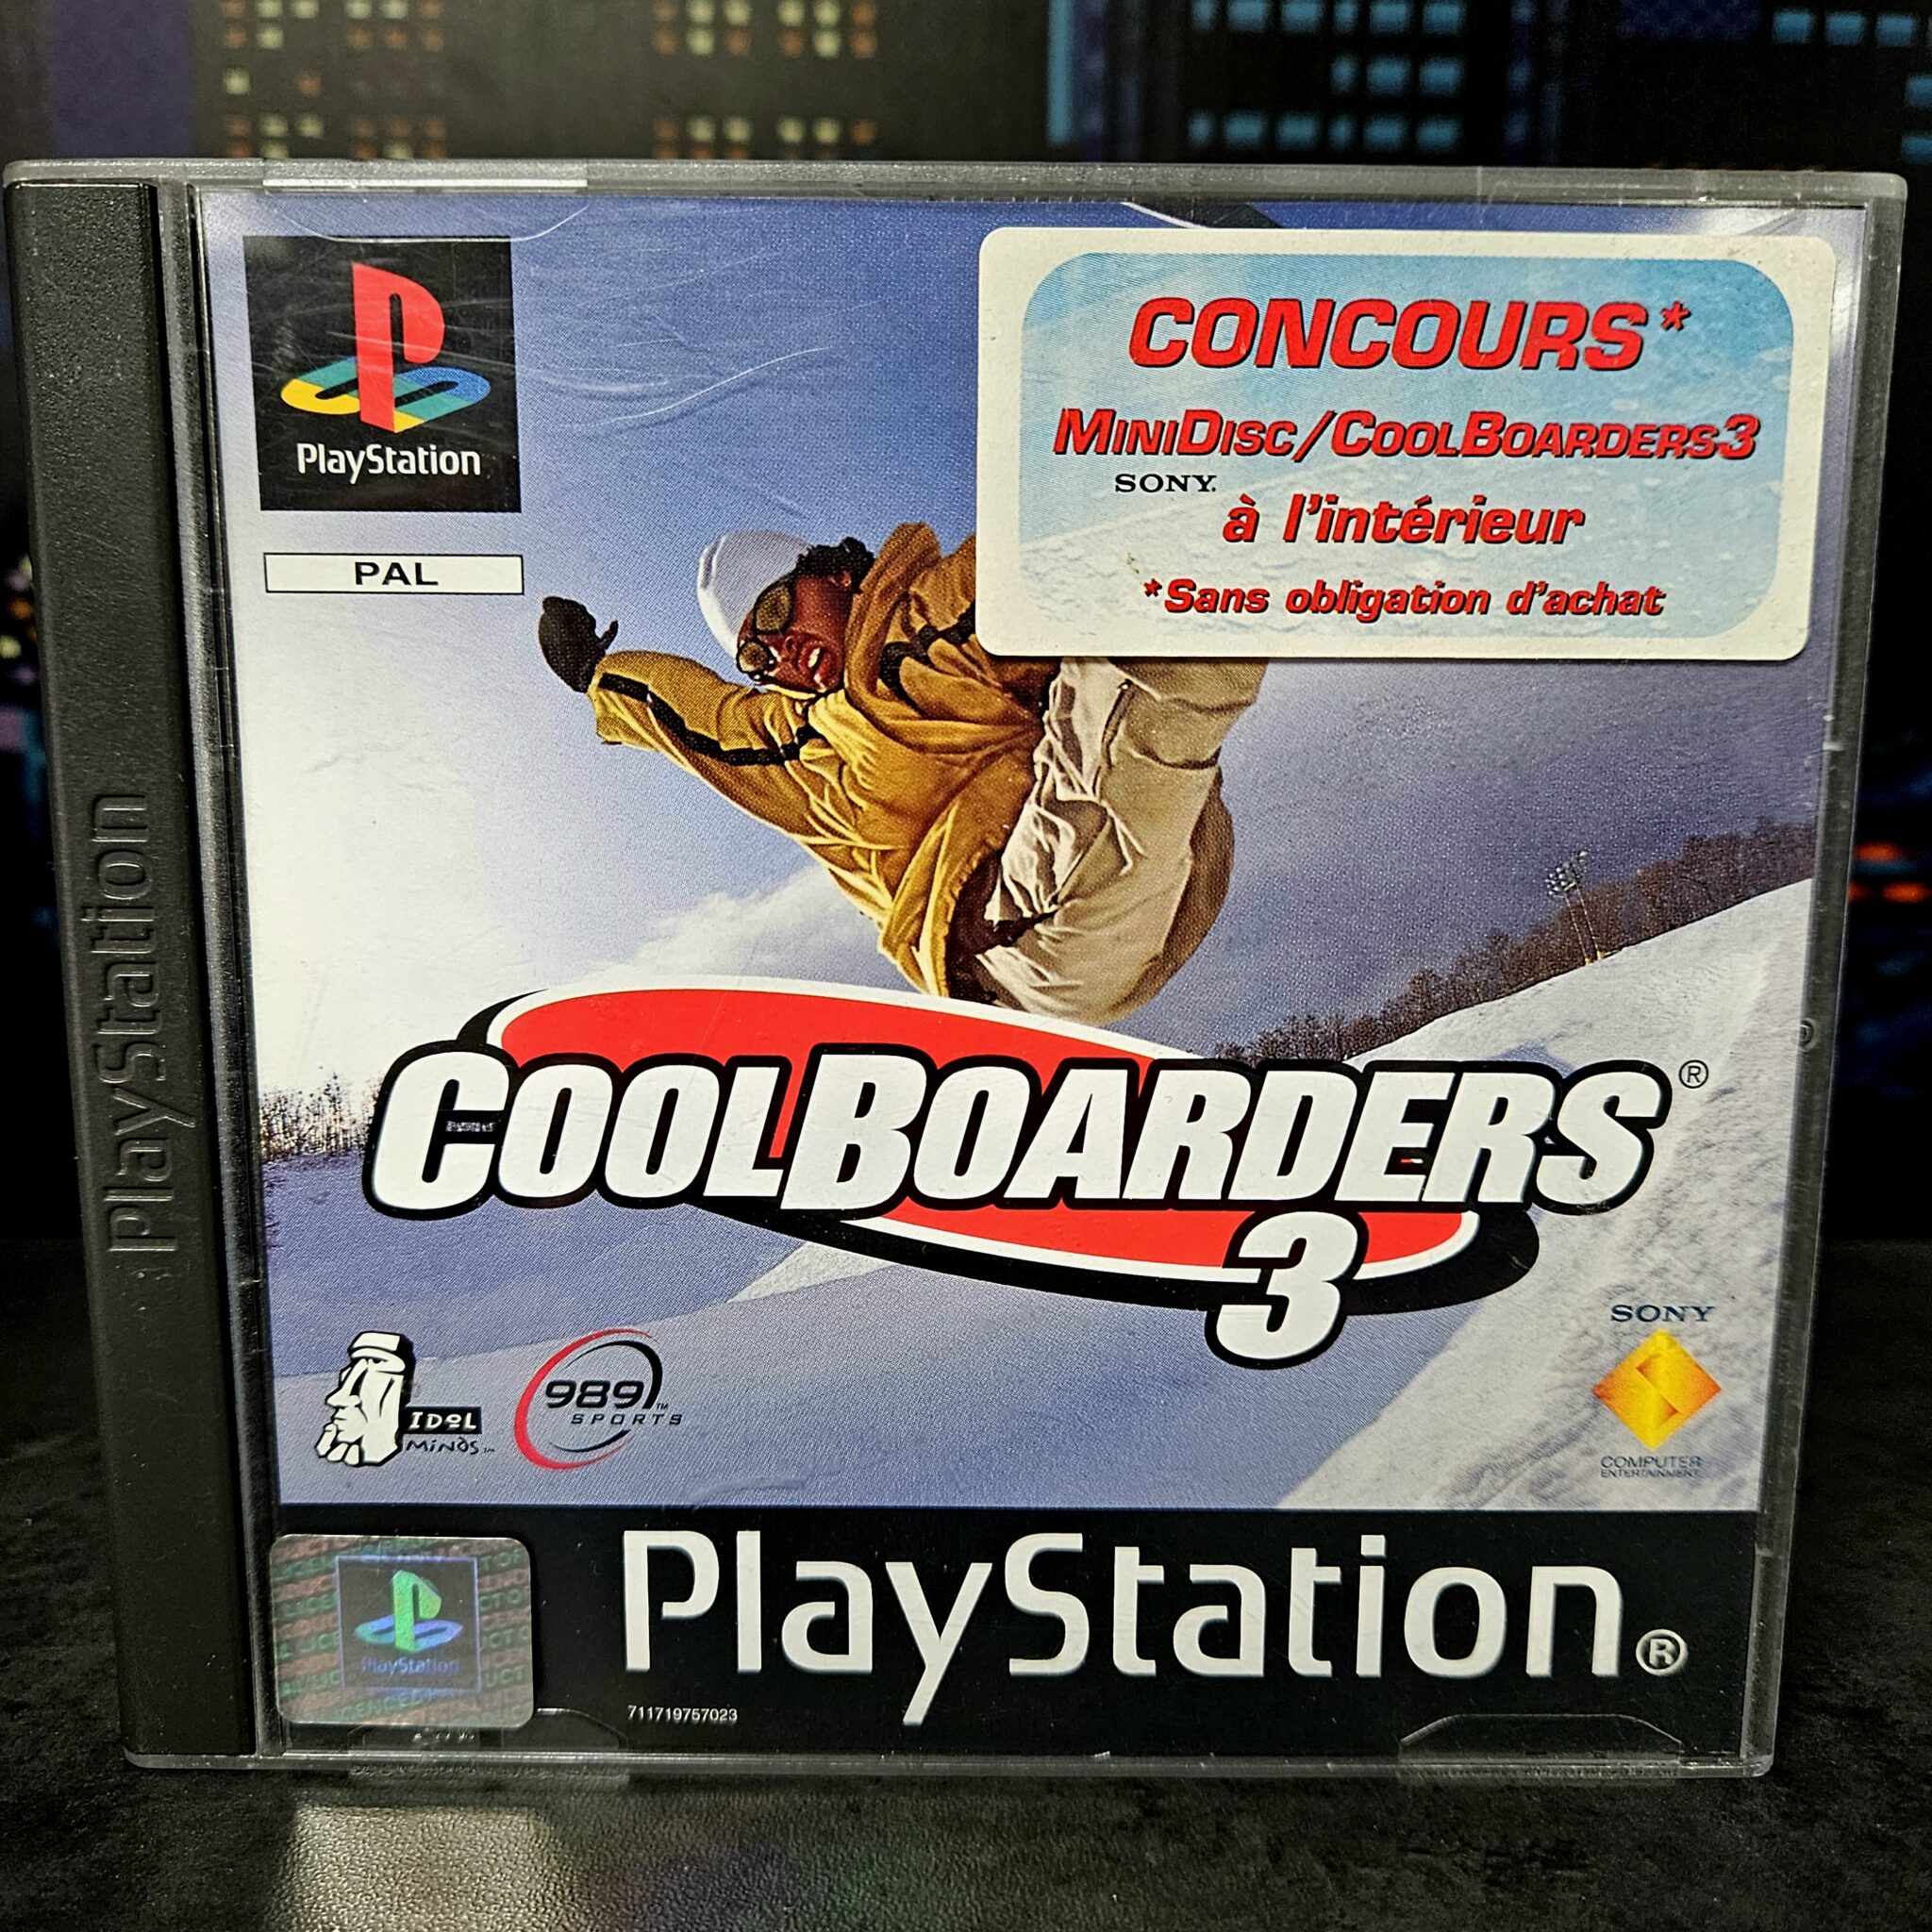 PlayStation
PlayStation
PAL
CONCOURS*
MINIDISC/COOLBOARDERS3
SONY.
à l'intérieur
*Sans obligation d'achat
COOLBOARDERS®
3
IDOL
MINDS
989 TM
SPORTS
SONY
COMPUTER
ENTERTAINMENT
PlayStation
PlayStation®
711719757023